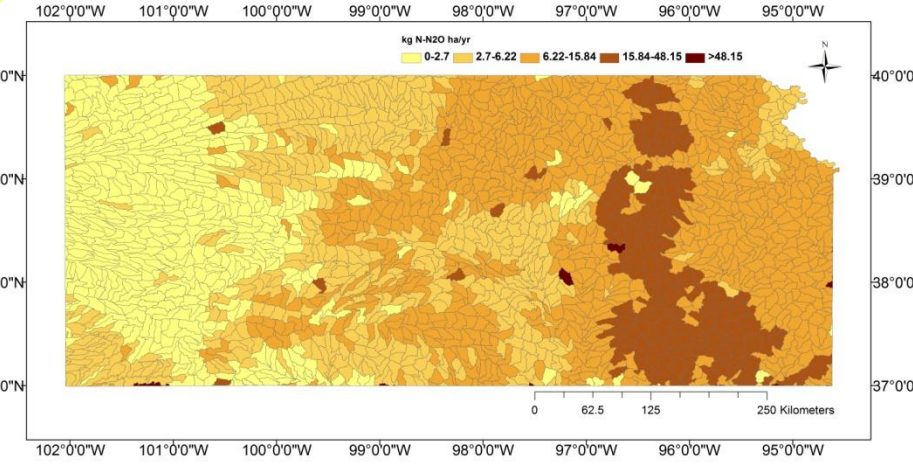 102°0'0"W 101°0'0"W 100°0'0"W 99°0'0"W 98°0'0"W 97°0'0"W 96°0'0"W 95°0'0"W
kg N-N2O ha/yr
0-2.7 2.7-6.22 6.22-15.84 15.84-48.15 >48.15
N
0"N 40°0'0
0"N 39°0'0
0"N 38°0'0
0"N 37°0'0
0 62.5 125 250 Kilometers
102°0'0"W 101°0'0"W 100°0'0"W 99°0'0"W 98°0'0"W 97°0'0"W 96°0'0"W 95°0'0"W